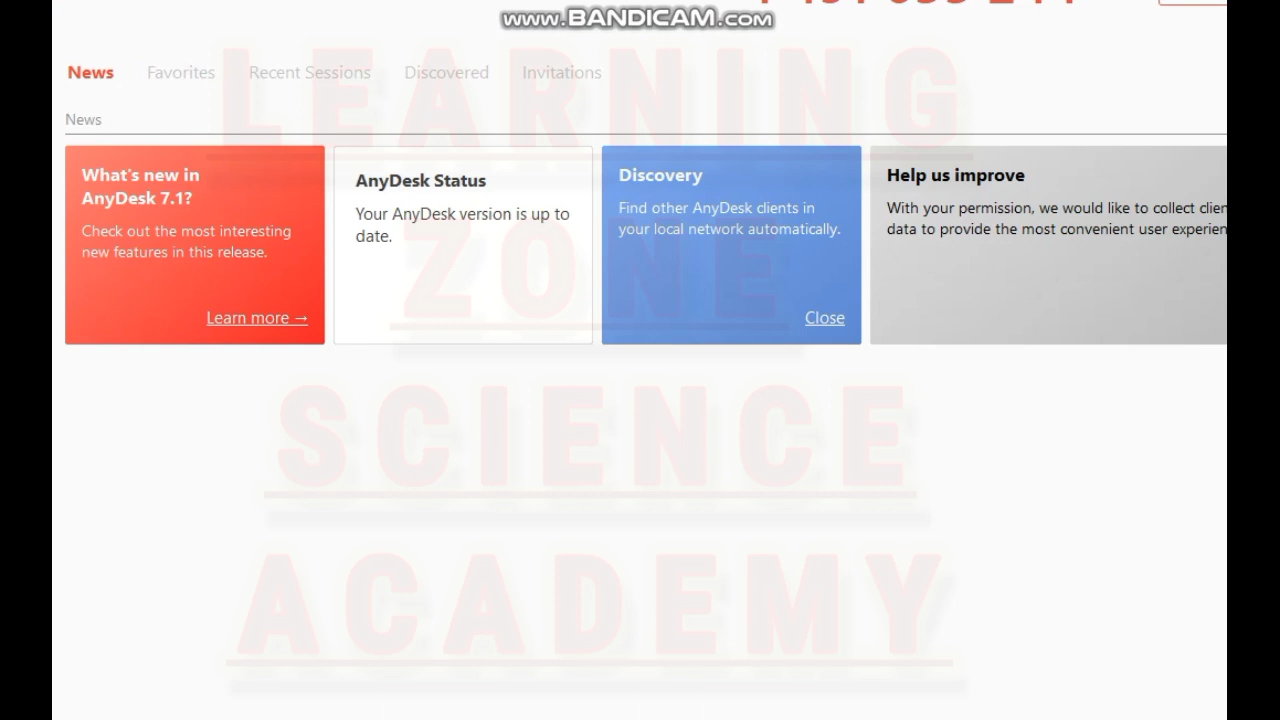 www.BANDICAM.com
News Favorites Recent Sessions Discovered Invitations
News
What's new in
AnyDesk 7.1?
Check out the most interesting
new features in this release.
Learn more →
AnyDesk Status
Your AnyDesk version is up to
date.
Discovery
Find other AnyDesk clients in
your local network automatically.
Close
Help us improve
With your permission, we would like to collect
data to provide the most convenient user
LEARNING
ZONE
SCIENCE
ACADEMY